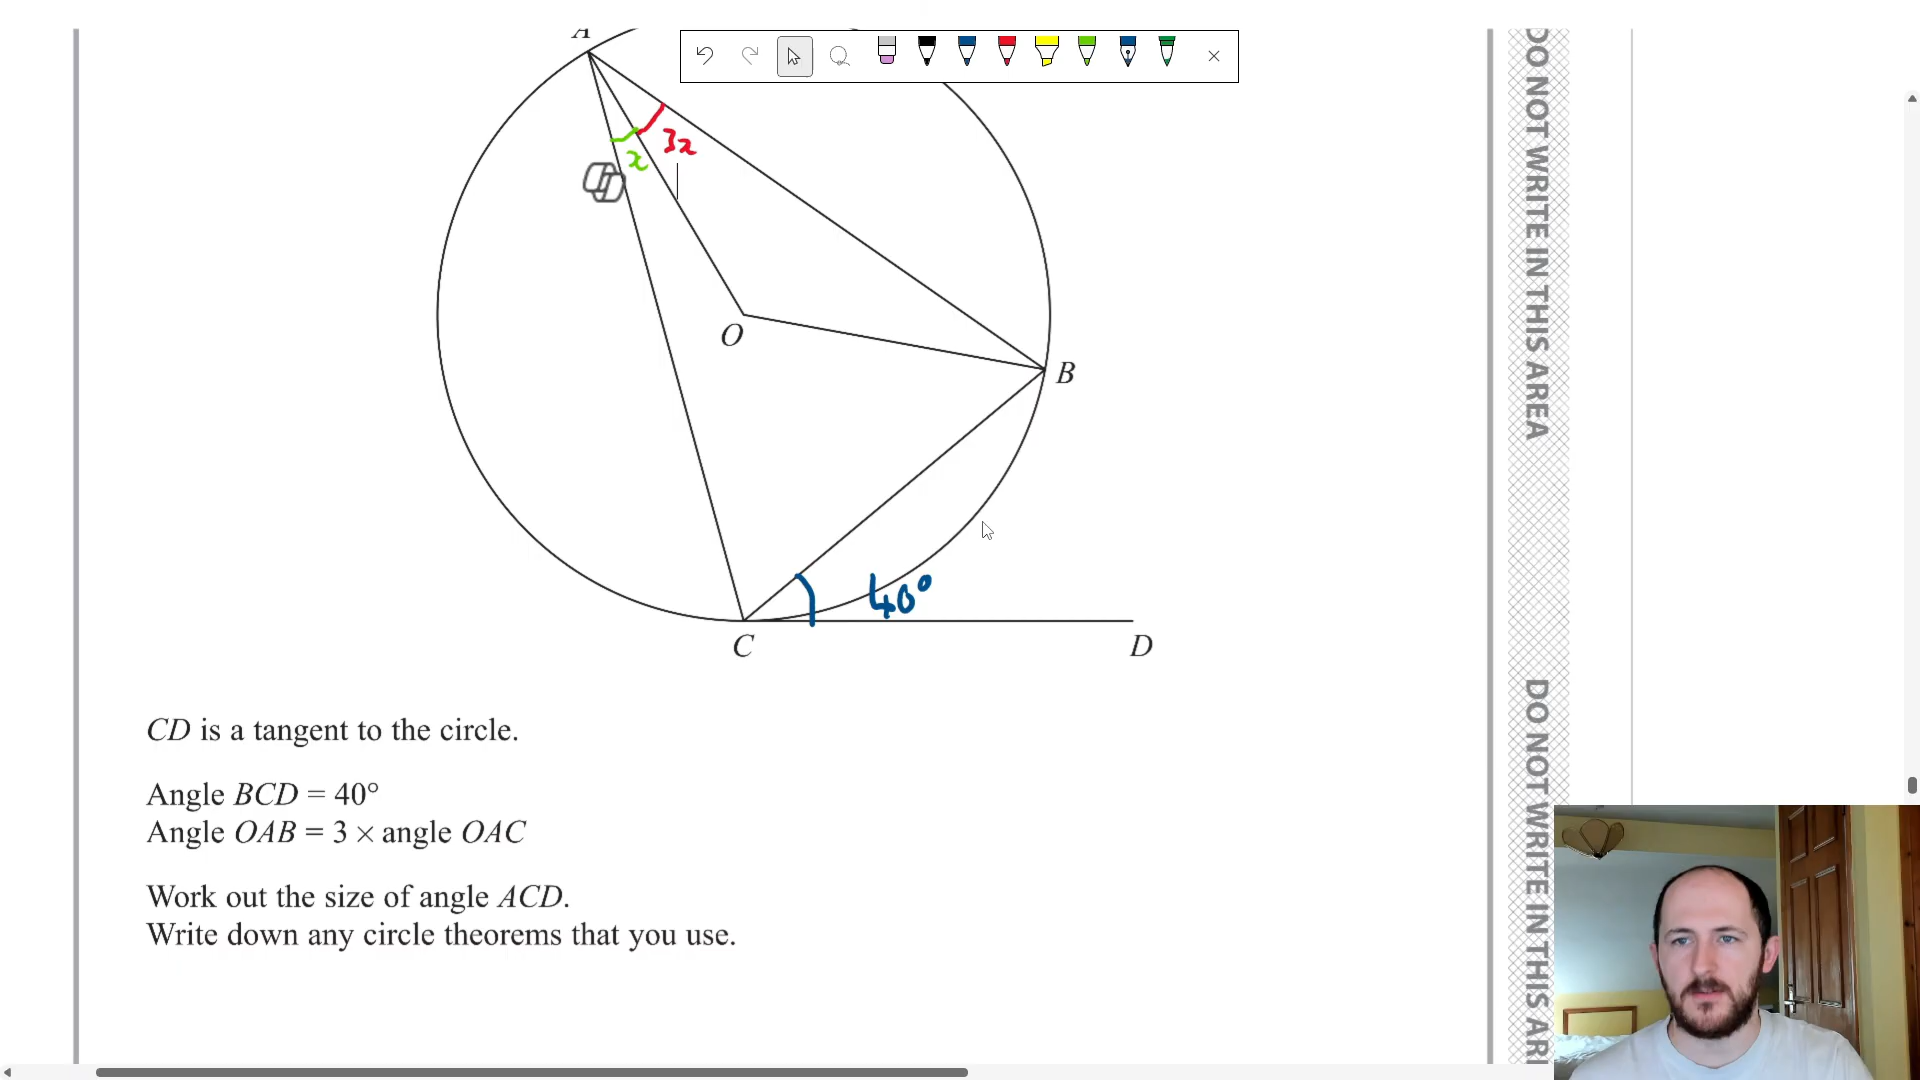 A
3x
x
O
B
40°
C
D
CD is a tangent to the circle.
Angle BCD = 40°
Angle OAB = 3 × angle OAC
Work out the size of angle ACD.
Write down any circle theorems that you use.
DO NOT WRITE IN THIS AREA
DO NOT WRITE IN THIS ARI